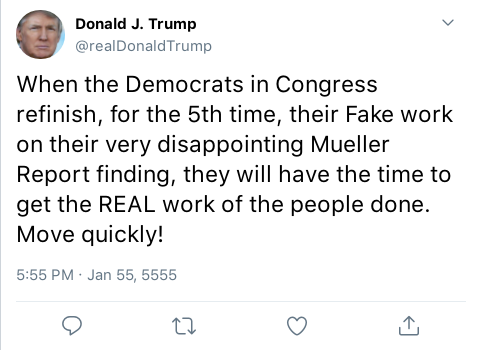 Donald J. Trump
@realDonaldTrump
When the Democrats in Congress
refinish, for the 5th time, their Fake work
on their very disappointing Mueller
Report finding, they will have the time to
get the REAL work of the people done.
Move quickly!
5:55 PM · Jan 55, 5555